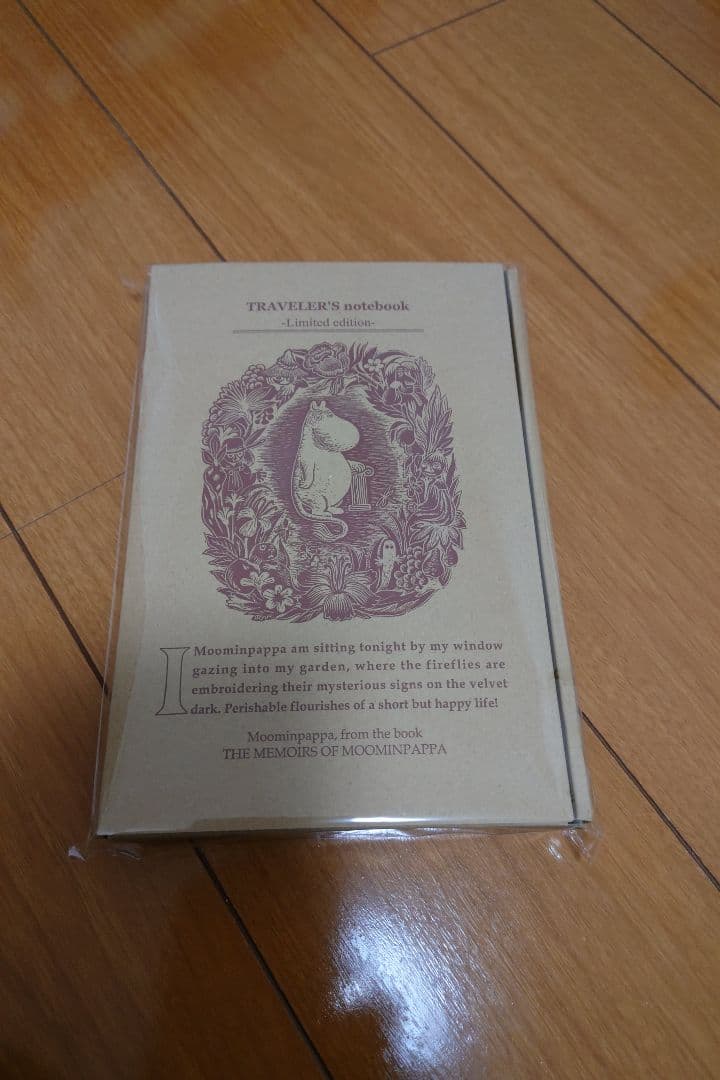 TRAVELER'S notebook
-Limited edition-
I Moominpappa am sitting tonight by my window
gazing into my garden, where the fireflies are
embroidering their mysterious signs on the velvet
dark. Perishable flourishes of a short but happy life!
Moominpappa, from the book
THE MEMOIRS OF MOOMINPAPPA